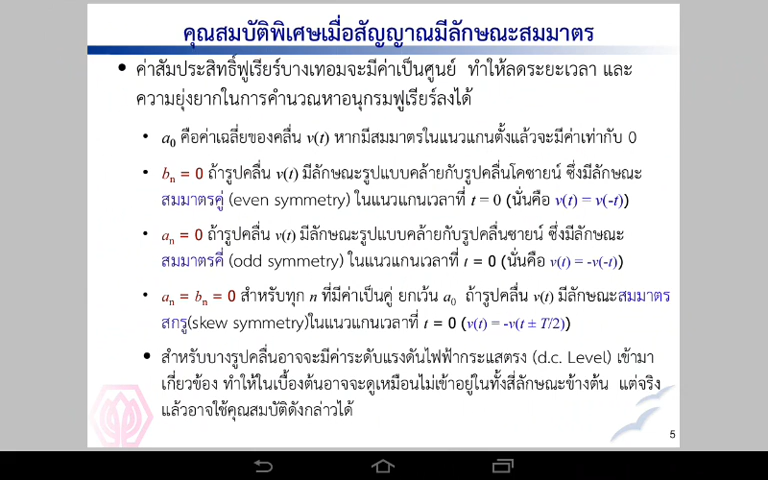 คุณสมบัติพิเศษเมื่อสัญญาณมีลักษณะสมมาตร
• ค่าสัมประสิทธิ์ฟูเรียร์บางเทอมจะมีค่าเป็นศูนย์ ทำให้ลดระยะเวลา และ
ความยุ่งยากในการคำนวณหาอนุกรมฟูเรียร์ลงได้
• a₀ คือค่าเฉลี่ยของคลื่น v(t) หากมีสมมาตรในแนวแกนตั้งแล้วจะมีค่าเท่ากับ 0
• bₙ = 0 ถ้ารูปคลื่น v(t) มีลักษณะรูปแบบคล้ายกับรูปคลื่นโคซายน์ ซึ่งมีลักษณะ
สมมาตรคู่ (even symmetry) ในแนวแกนเวลาที่ t = 0 (นั่นคือ v(t) = v(-t))
• aₙ = 0 ถ้ารูปคลื่น v(t) มีลักษณะรูปแบบคล้ายกับรูปคลื่นซายน์ ซึ่งมีลักษณะ
สมมาตรคี่ (odd symmetry) ในแนวแกนเวลาที่ t = 0 (นั่นคือ v(t) = -v(-t))
• aₙ = bₙ = 0 สำหรับทุก n ที่มีค่าเป็นคู่ ยกเว้น a₀ ถ้ารูปคลื่น v(t) มีลักษณะสมมาตร
สกรู(skew symmetry)ในแนวแกนเวลาที่ t = 0 (v(t) = -v(t ± T/2))
• สำหรับบางรูปคลื่นอาจจะมีค่าระดับแรงดันไฟฟ้ากระแสตรง (d.c. Level) เข้ามา
เกี่ยวข้อง ทำให้ในเบื้องต้นอาจจะดูเหมือนไม่เข้าอยู่ในทั้งสี่ลักษณะข้างต้น แต่จริง
แล้วอาจใช้คุณสมบัติดังกล่าวได้
5